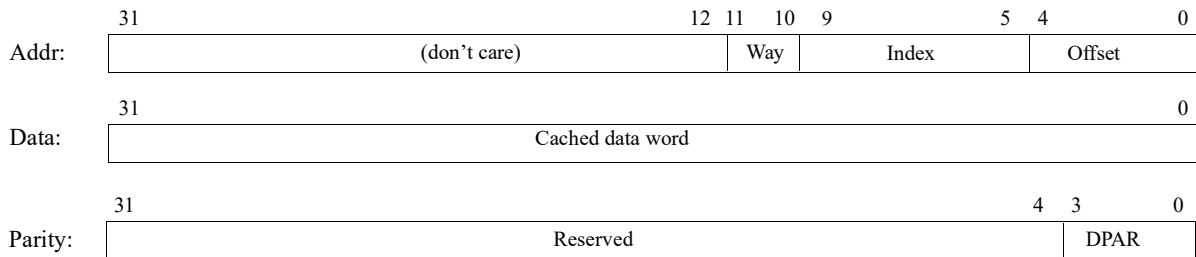 31 12 11 10 9 5 4 0
Addr: (don’t care) Way Index Offset
31 0
Data: Cached data word
31 4 3 0
Parity: Reserved DPAR